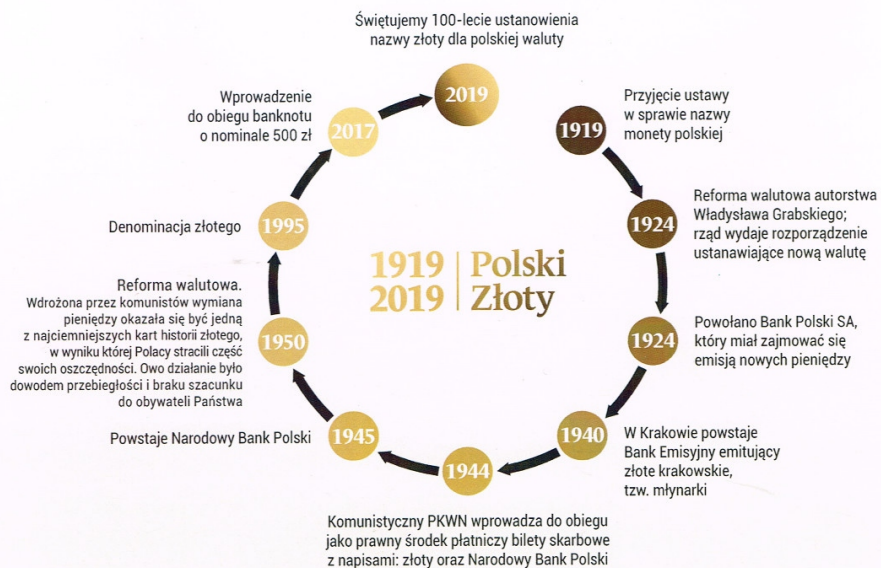 Świętujemy 100-lecie ustanowienia
nazwy złoty dla polskiej waluty
2019
1919
Przyjęcie ustawy
w sprawie nazwy
monety polskiej
1924
Reforma walutowa autorstwa
Władysława Grabskiego;
rząd wydaje rozporządzenie
ustanawiające nową walutę
1924
Powołano Bank Polski SA,
który miał zajmować się
emisją nowych pieniędzy
1940
W Krakowie powstaje
Bank Emisyjny emitujący
złote krakowskie,
tzw. młynarki
1944
Komunistyczny PKWN wprowadza do obiegu
jako prawny środek płatniczy bilety skarbowe
z napisami: złoty oraz Narodowy Bank Polski
1945
Powstaje Narodowy Bank Polski
1950
Reforma walutowa.
Wdrożona przez komunistów wymiana
pieniędzy okazała się być jedną
z najciemniejszych kart historii złotego,
w wyniku której Polacy stracili część
swoich oszczędności. Owo działanie było
dowodem przebiegłości i braku szacunku
do obywateli Państwa
1995
Denominacja złotego
2017
Wprowadzenie
do obiegu banknotu
o nominale 500 zł
1919 | Polski
2019 | Złoty